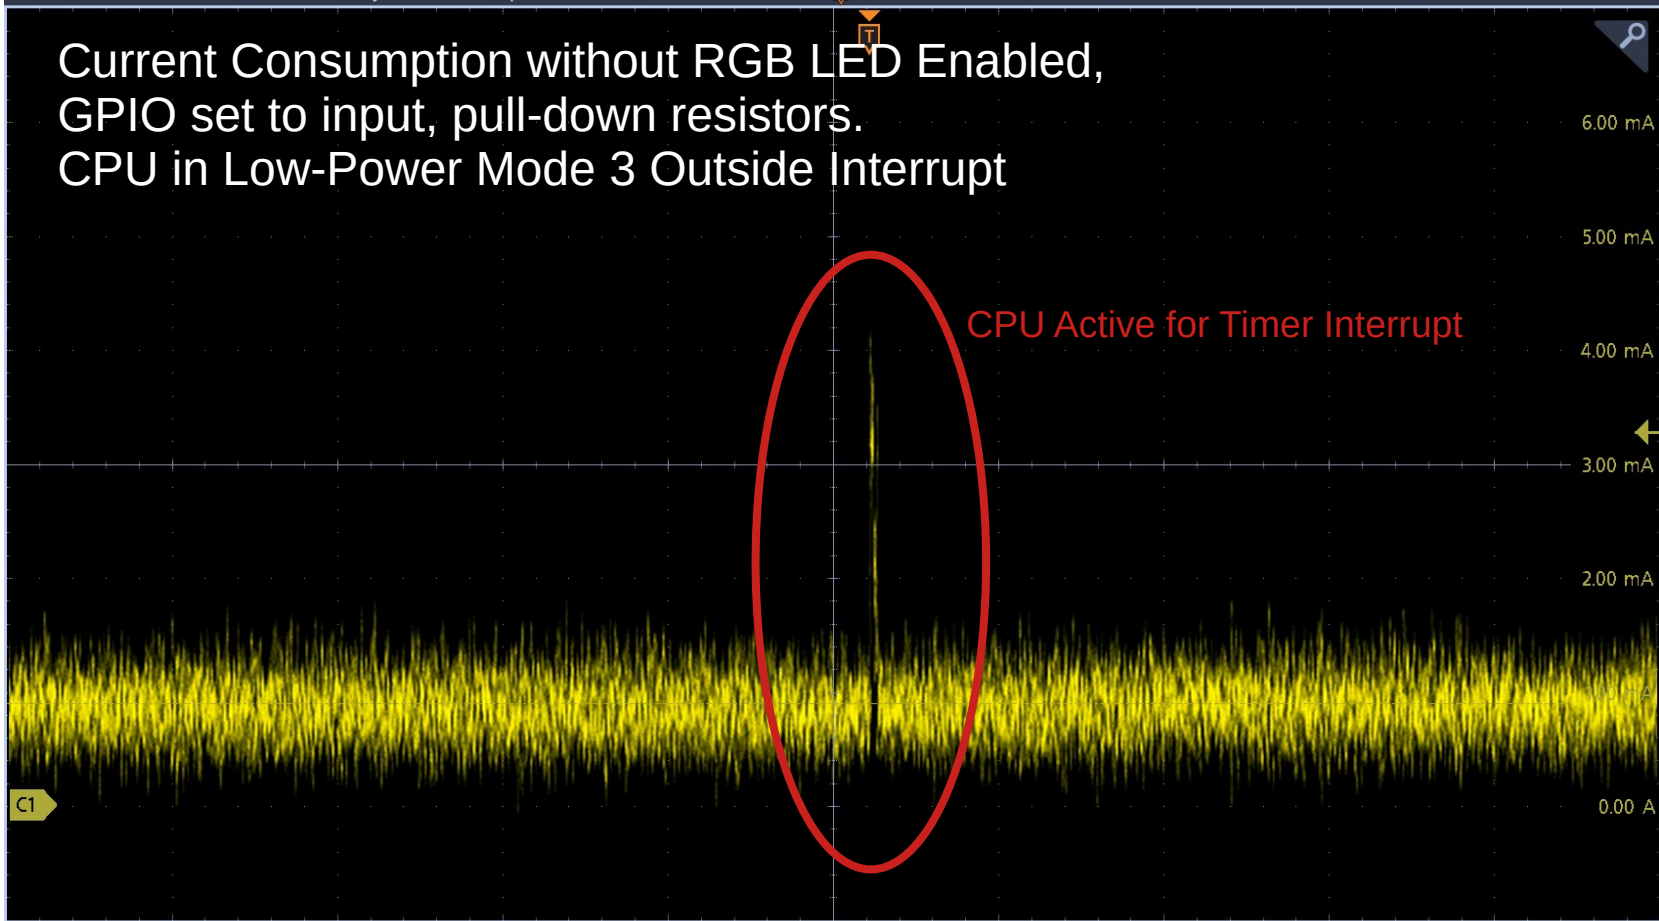 T
Current Consumption without RGB LED Enabled,
GPIO set to input, pull-down resistors.
CPU in Low-Power Mode 3 Outside Interrupt
6.00 mA
5.00 mA
CPU Active for Timer Interrupt
4.00 mA
3.00 mA
2.00 mA
C1
0.00 A